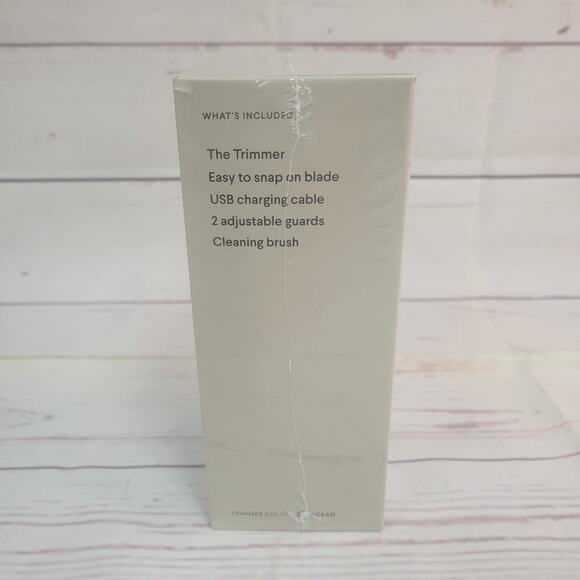 WHAT'S INCLUDED
The Trimmer
Easy to snap on blade
USB charging cable
2 adjustable guards
Cleaning brush
TRIMMER COLOR OCEAN